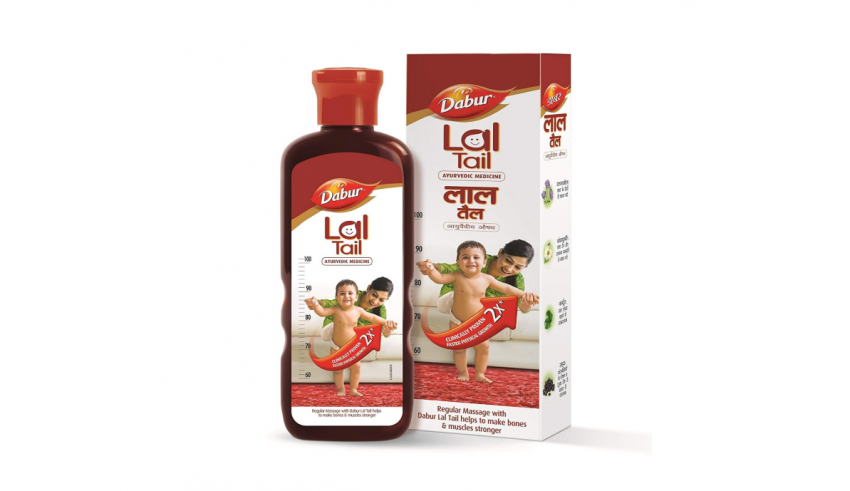 Dabur
Lal
Tail
AYURVEDIC MEDICINE
100
90
80
70
60
CLINICALLY PROVEN
FASTER PHYSICAL GROWTH
2X
Regular Massage with Dabur Lal Tail helps
to make bones & muscles stronger
Dabur
Lal
Tail
AYURVEDIC MEDICINE
लाल
तैल
आयुर्वेदीय औषध
100
90
80
70
CLINICALLY PROVEN
FASTER PHYSICAL GROWTH
2X
Regular Massage with
Dabur Lal Tail helps to make bones
& muscles stronger
डाबर
लाल
तैल
आयुर्वेदीय औषध